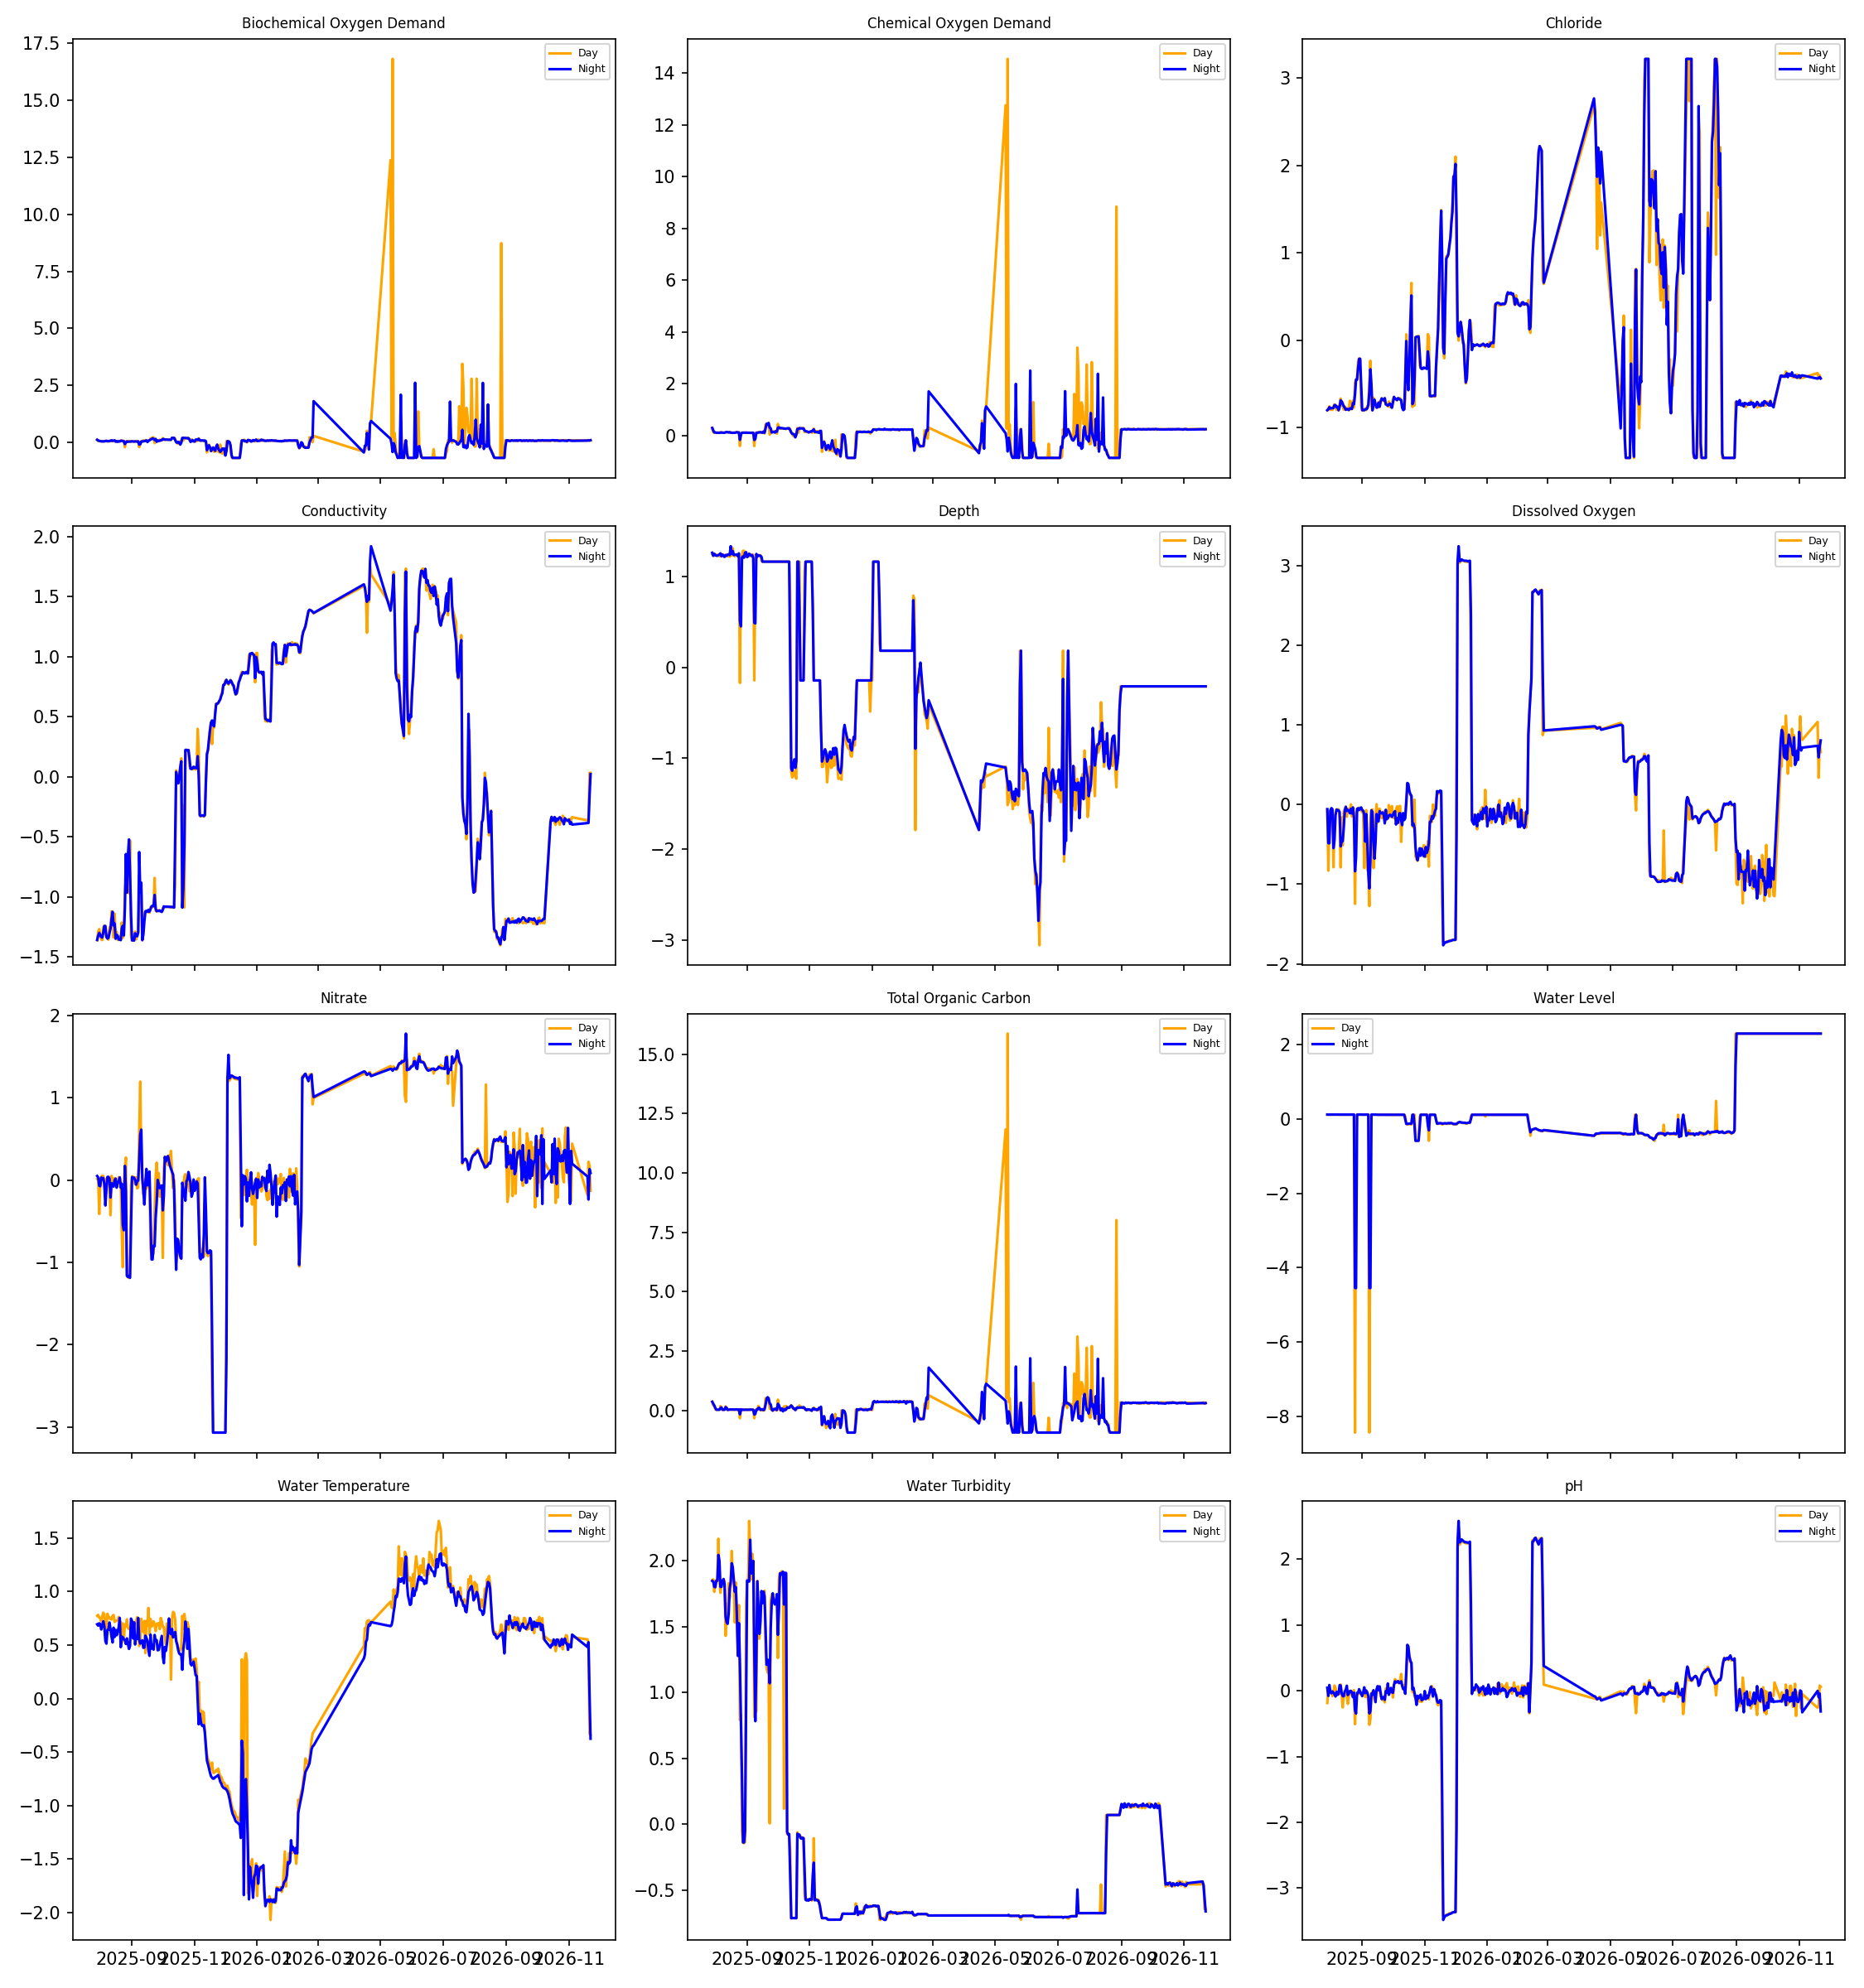 Biochemical Oxygen Demand
17.5
15.0
12.5
10.0
7.5
5.0
2.5
0.0
Day
Night
Chemical Oxygen Demand
14
12
10
8
6
4
2
0
Day
Night
Chloride
3
2
1
0
−1
Day
Night
Conductivity
2.0
1.5
1.0
0.5
0.0
−0.5
−1.0
−1.5
Day
Night
Depth
1
0
−1
−2
−3
Day
Night
Dissolved Oxygen
3
2
1
0
−1
−2
Day
Night
Nitrate
2
1
0
−1
−2
−3
Day
Night
Total Organic Carbon
15.0
12.5
10.0
7.5
5.0
2.5
0.0
Day
Night
Water Level
2
0
−2
−4
−6
−8
Day
Night
Water Temperature
1.5
1.0
0.5
0.0
−0.5
−1.0
−1.5
−2.0
Day
Night
2025-09 2025-11 2026-01 2026-03 2026-05 2026-07 2026-09 2026-11
Water Turbidity
2.0
1.5
1.0
0.5
0.0
−0.5
Day
Night
2025-09 2025-11 2026-01 2026-03 2026-05 2026-07 2026-09 2026-11
pH
2
1
0
−1
−2
−3
Day
Night
2025-09 2025-11 2026-01 2026-03 2026-05 2026-07 2026-09 2026-11